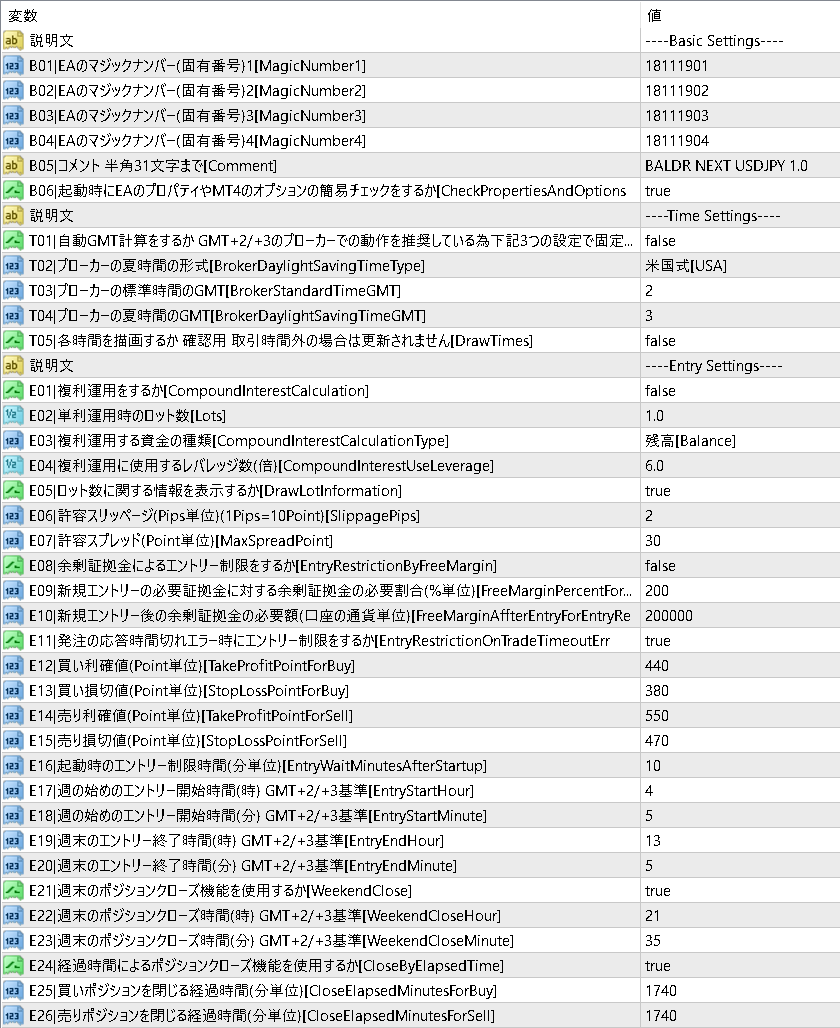 変数 値
説明文 ----Basic Settings----
B01|EAのマジックナンバー(固有番号)1[MagicNumber1] 18111901
B02|EAのマジックナンバー(固有番号)2[MagicNumber2] 18111902
B03|EAのマジックナンバー(固有番号)3[MagicNumber3] 18111903
B04|EAのマジックナンバー(固有番号)4[MagicNumber4] 18111904
B05|コメント 半角31文字まで[Comment] BALDR NEXT USDJPY 1.0
B06|起動時にEAのプロパティやMT4のオプションの簡易チェックをするか[CheckPropertiesAndOptions true
説明文 ----Time Settings----
T01|自動GMT計算をするか GMT+2/+3のブローカーでの動作を推奨している為下記3つの設定で固定... false
T02|ブローカーの夏時間の形式[BrokerDaylightSavingTimeType] 米国式[USA]
T03|ブローカーの標準時間のGMT[BrokerStandardTimeGMT] 2
T04|ブローカーの夏時間のGMT[BrokerDaylightSavingTimeGMT] 3
T05|各時間を描画するか 確認用 取引時間外の場合は更新されません[DrawTimes] false
説明文 ----Entry Settings----
E01|複利運用をするか[CompoundInterestCalculation] false
E02|単利運用時のロット数[Lots] 1.0
E03|複利運用する資金の種類[CompoundInterestCalculationType] 残高[Balance]
E04|複利運用に使用するレバレッジ数(倍)[CompoundInterestUseLeverage] 6.0
E05|ロット数に関する情報を表示するか[DrawLotInformation] true
E06|許容スリッページ(Pips単位)(1Pips=10Point)[SlippagePips] 2
E07|許容スプレッド(Point単位)[MaxSpreadPoint] 30
E08|余剰証拠金によるエントリー制限をするか[EntryRestrictionByFreeMargin] false
E09|新規エントリーの必要証拠金に対する余剰証拠金の必要割合(%単位)[FreeMarginPercentFor... 200
E10|新規エントリー後の余剰証拠金の必要額(口座の通貨単位)[FreeMarginAffterEntryForEntryRe 200000
E11|発注の応答時間切れエラー時にエントリー制限をするか[EntryRestrictionOnTradeTimeoutErr true
E12|買い利確値(Point単位)[TakeProfitPointForBuy] 440
E13|買い損切値(Point単位)[StopLossPointForBuy] 380
E14|売り利確値(Point単位)[TakeProfitPointForSell] 550
E15|売り損切値(Point単位)[StopLossPointForSell] 470
E16|起動時のエントリー制限時間(分単位)[EntryWaitMinutesAfterStartup] 10
E17|週の始めのエントリー開始時間(時) GMT+2/+3基準[EntryStartHour] 4
E18|週の始めのエントリー開始時間(分) GMT+2/+3基準[EntryStartMinute] 5
E19|週末のエントリー終了時間(時) GMT+2/+3基準[EntryEndHour] 13
E20|週末のエントリー終了時間(分) GMT+2/+3基準[EntryEndMinute] 5
E21|週末のポジションクローズ機能を使用するか[WeekendClose] true
E22|週末のポジションクローズ時間(時) GMT+2/+3基準[WeekendCloseHour] 21
E23|週末のポジションクローズ時間(分) GMT+2/+3基準[WeekendCloseMinute] 35
E24|経過時間によるポジションクローズ機能を使用するか[CloseByElapsedTime] true
E25|買いポジションを閉じる経過時間(分単位)[CloseElapsedMinutesForBuy] 1740
E26|売りポジションを閉じる経過時間(分単位)[CloseElapsedMinutesForSell] 1740